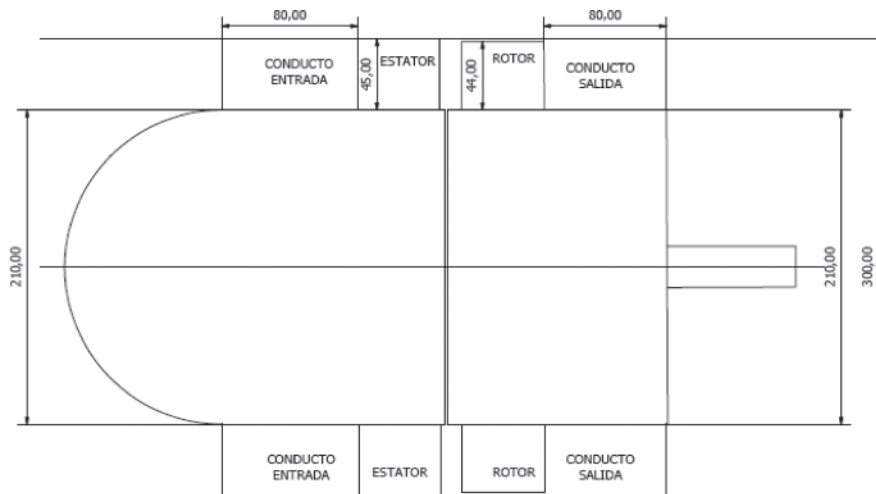 80,00
80,00
CONDUCTO
ENTRADA
45,00
ESTATOR
44,00
ROTOR
CONDUCTO
SALIDA
210,00
210,00
300,00
CONDUCTO
ENTRADA
ESTATOR
ROTOR
CONDUCTO
SALIDA